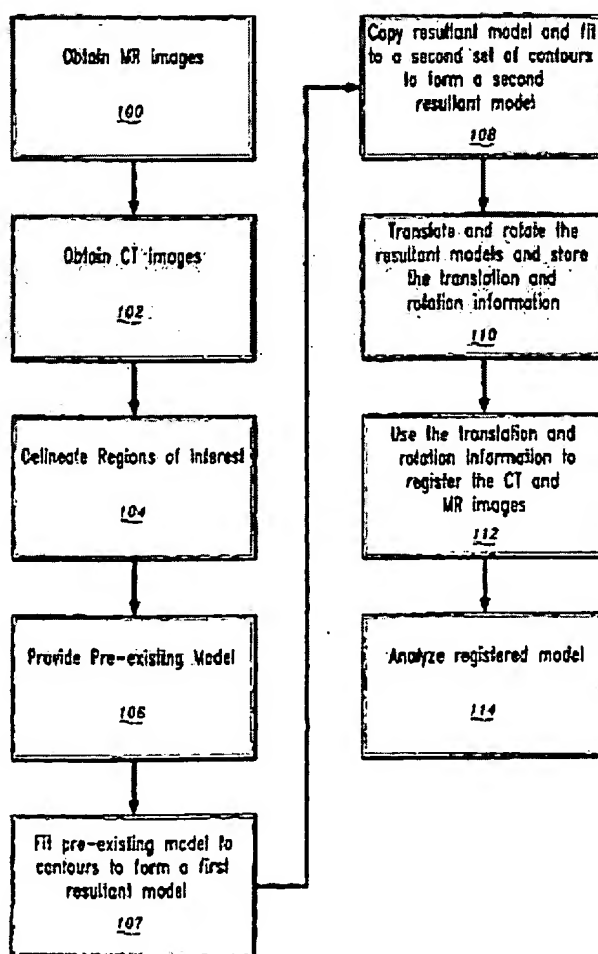 Obtain MR images
100
Obtain CT images
102
Delineate Regions of Interest
104
Provide Pre-existing Model
106
Fit pre-existing model to
contours to form a first
resultant model
107
Copy resultant model and fit
to a second set of contours
to form a second
resultant model
108
Translate and rotate the
resultant models and store
the translation and
rotation information
110
Use the translation and
rotation information to
register the CT and
MR images
112
Analyze registered model
114